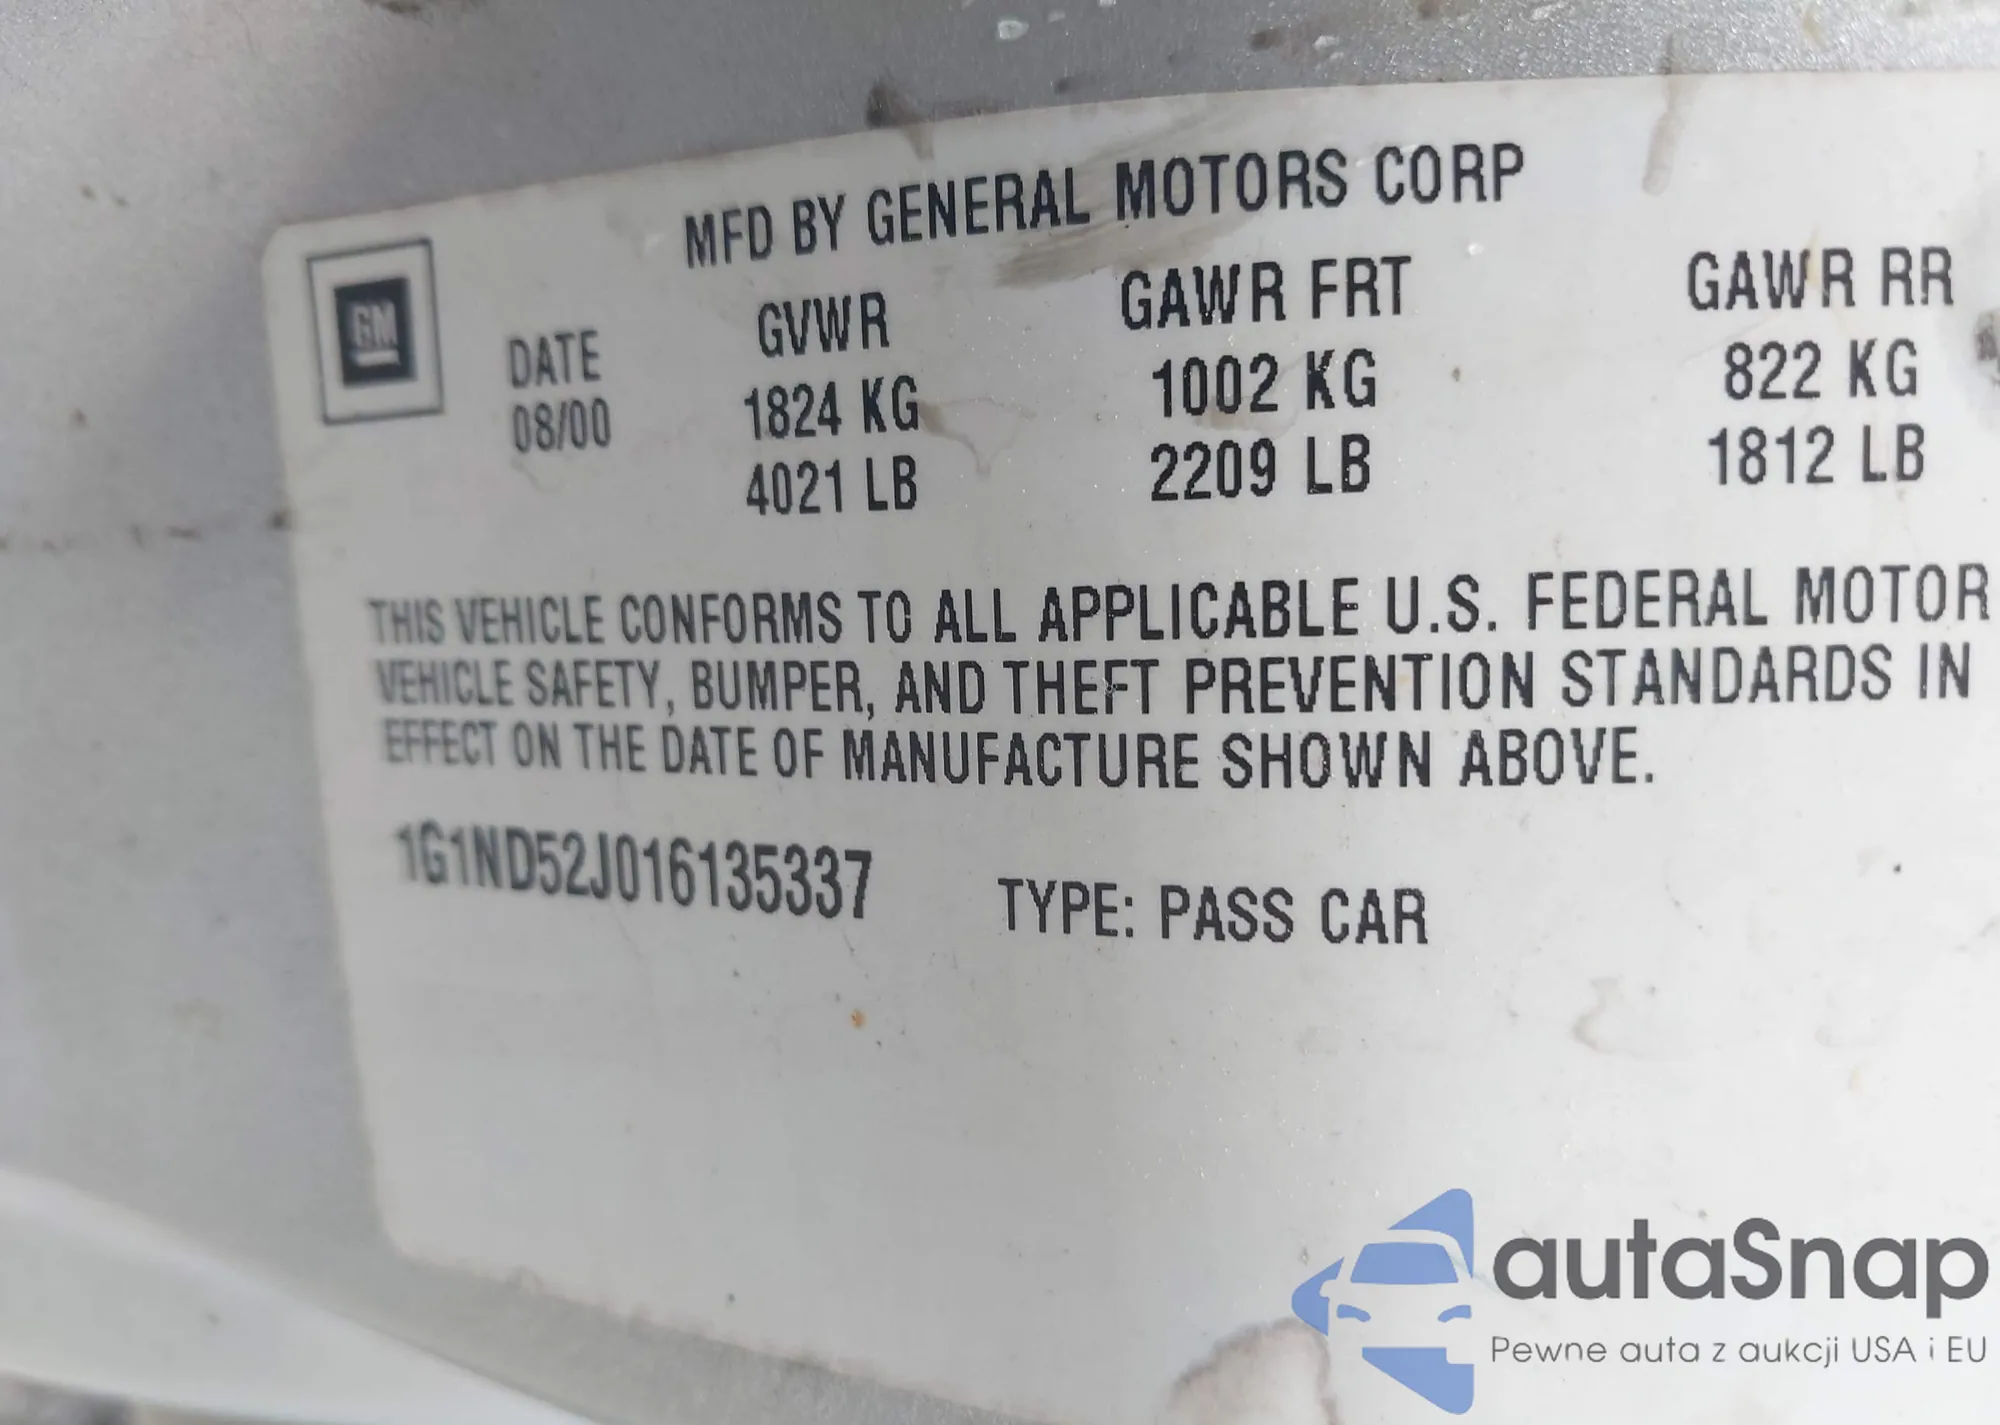 MFD BY GENERAL MOTORS CORP
GM
DATE GVWR GAWR FRT GAWR RR
08/00 1824 KG 1002 KG 822 KG
4021 LB 2209 LB 1812 LB
THIS VEHICLE CONFORMS TO ALL APPLICABLE U.S. FEDERAL MOTOR
VEHICLE SAFETY, BUMPER, AND THEFT PREVENTION STANDARDS IN
EFFECT ON THE DATE OF MANUFACTURE SHOWN ABOVE.
1G1ND52J016135337 TYPE: PASS CAR
autaSnap
Pewne auta z aukcji USA i EU